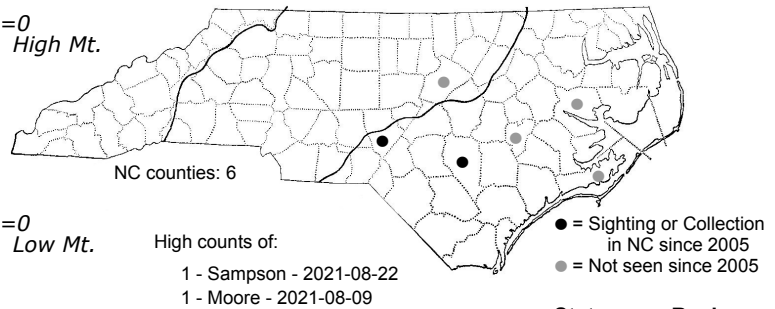 =0
High Mt.
NC counties: 6
=0
Low Mt.
High counts of:
1 - Sampson - 2021-08-22
1 - Moore - 2021-08-09
= Sighting or Collection
in NC since 2005
= Not seen since 2005